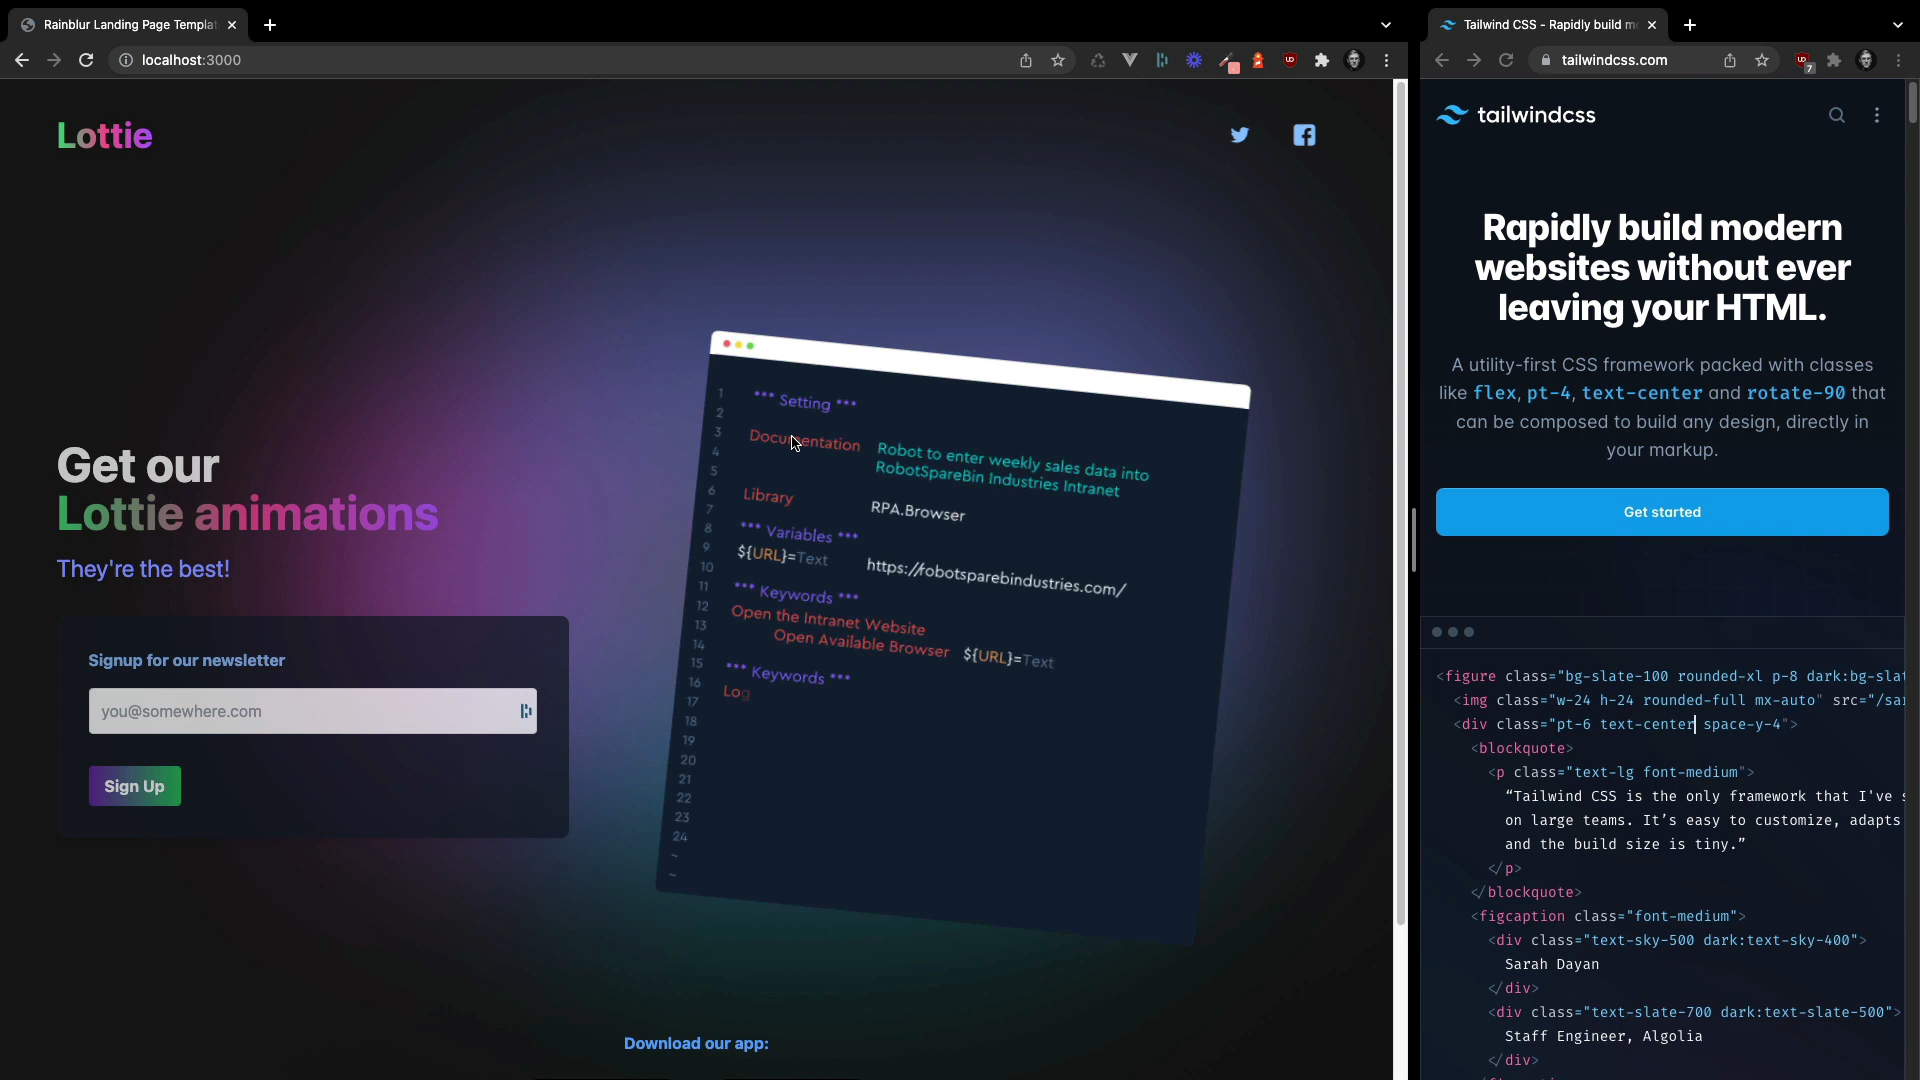 Rainblur Landing Page Templa
localhost:3000
Lottie
Get our
Lottie animations
They're the best!
Signup for our newsletter
you@somewhere.com
Sign Up
1
2
3
4
5
6
7
8
9
10
11
12
13
14
15
16
17
18
19
20
21
22
23
24
~
~
*** Setting ***
Documentation
Robot to enter weekly sales data into
RobotSpareBin Industries Intranet
Library
RPA.Browser
*** Variables ***
${URL}=Text
https://robotsparebindustries.com/
*** Keywords ***
Open the Intranet Website
Open Available Browser ${URL}=Text
*** Keywords ***
Log
Download our app:
Tailwind CSS - Rapidly build m
tailwindcss.com
7
tailwindcss
Rapidly build modern
websites without ever
leaving your HTML.
A utility-first CSS framework packed with classes
like flex, pt-4, text-center and rotate-90 that
can be composed to build any design, directly in
your markup.
Get started
<figure class="bg-slate-100 rounded-xl p-8 dark:bg-slat
<img class="w-24 h-24 rounded-full mx-auto" src="/sar
<div class="pt-6 text-center space-y-4">
<blockquote>
<p class="text-lg font-medium">
“Tailwind CSS is the only framework that I've s
on large teams. It’s easy to customize, adapts
and the build size is tiny.”
</p>
</blockquote>
<figcaption class="font-medium">
<div class="text-sky-500 dark:text-sky-400">
Sarah Dayan
</div>
<div class="text-slate-700 dark:text-slate-500">
Staff Engineer, Algolia
</div>